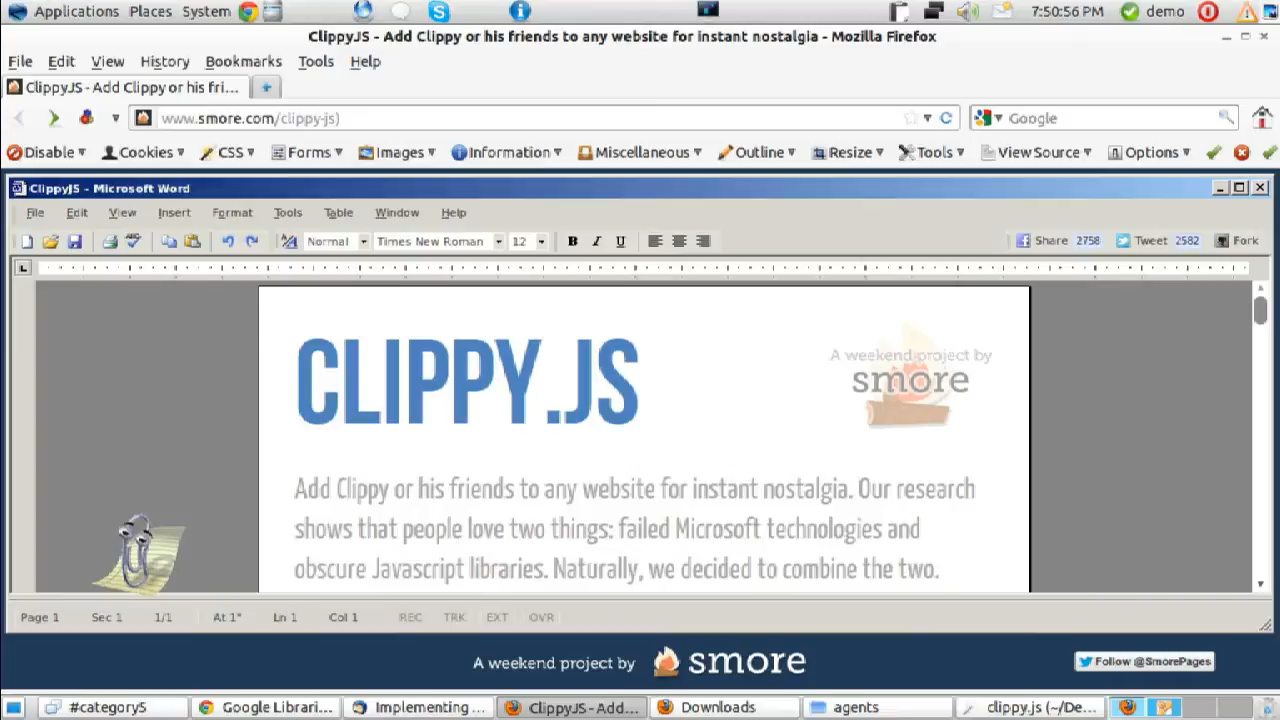 Applications Places System 7:50:56 PM demo
ClippyJS - Add Clippy or his friends to any website for instant nostalgia - Mozilla Firefox
File Edit View History Bookmarks Tools Help
ClippyJS - Add Clippy or his fri...
www.smore.com/clippy-js) Google
Disable Cookies CSS Forms Images Information Miscellaneous Outline Resize Tools View Source Options
ClippyJS - Microsoft Word
File Edit View Insert Format Tools Table Window Help
Normal Times New Roman 12 B I U Share 2758 Tweet 2582 Fork
CLIPPY.JS
A weekend project by
smore
Add Clippy or his friends to any website for instant nostalgia. Our research
shows that people love two things: failed Microsoft technologies and
obscure Javascript libraries. Naturally, we decided to combine the two.
Page 1 Sec 1 1/1 At 1" Ln 1 Col 1 REC TRK EXT OVR
A weekend project by smore Follow @SmorePages
#category5 Google Librari... Implementing ... ClippyJS - Add... Downloads agents clippy.js (~/De...